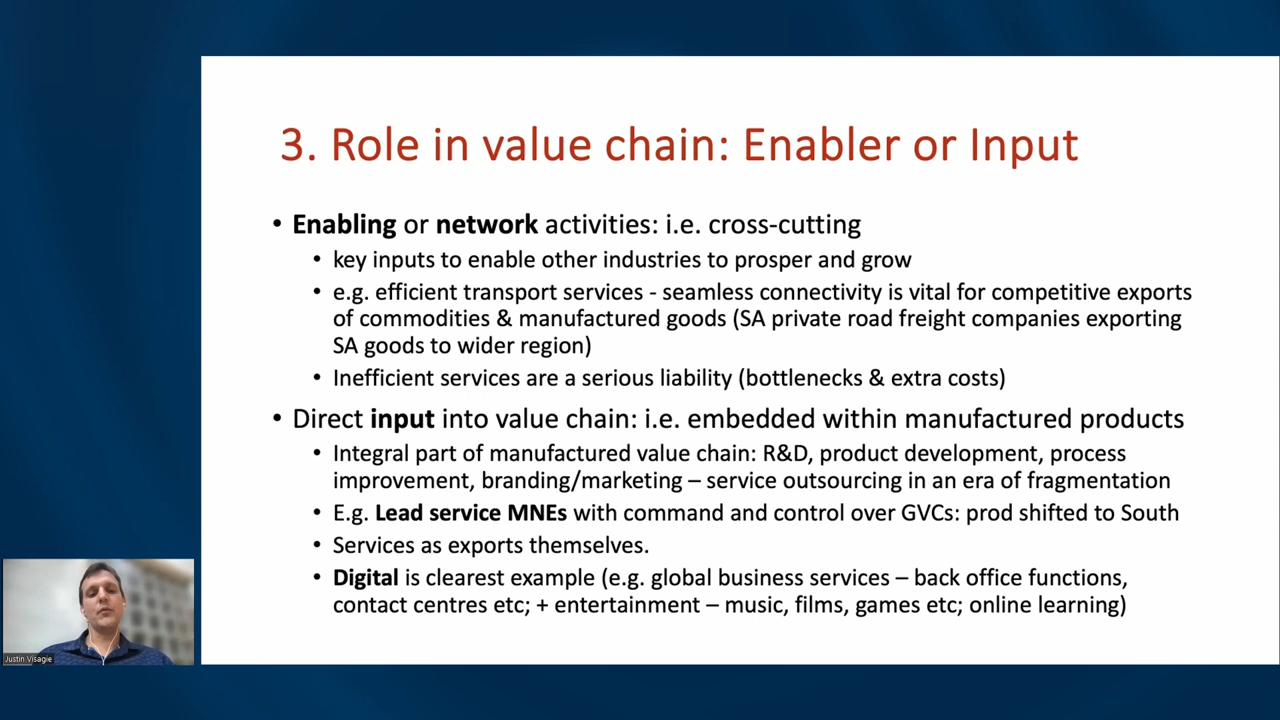 3. Role in value chain: Enabler or Input
• Enabling or network activities: i.e. cross-cutting
• key inputs to enable other industries to prosper and grow
• e.g. efficient transport services - seamless connectivity is vital for competitive exports
of commodities & manufactured goods (SA private road freight companies exporting
SA goods to wider region)
• Inefficient services are a serious liability (bottlenecks & extra costs)
• Direct input into value chain: i.e. embedded within manufactured products
• Integral part of manufactured value chain: R&D, product development, process
improvement, branding/marketing – service outsourcing in an era of fragmentation
• E.g. Lead service MNEs with command and control over GVCs: prod shifted to South
• Services as exports themselves.
• Digital is clearest example (e.g. global business services – back office functions,
contact centres etc; + entertainment – music, films, games etc; online learning)
Justin Visagie